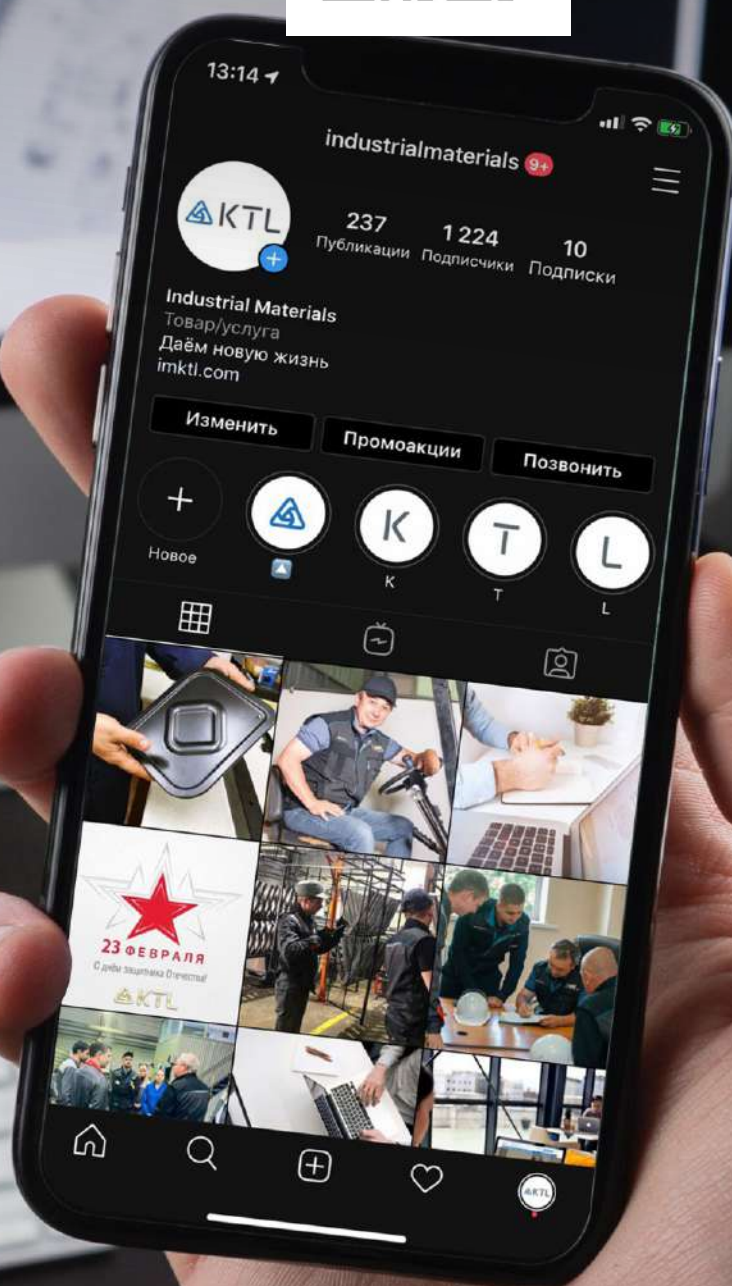 13:14
industrialmaterials 9+
KTL
237 1 224 10
Публикации Подписчики Подписки
Industrial Materials
Товар/услуга
Даём новую жизнь
imktl.com
Изменить Промоакции Позвонить
K T L
Новое K T L
23 ФЕВРАЛЯ
С днём защитника Отечества!
KTL
KTL